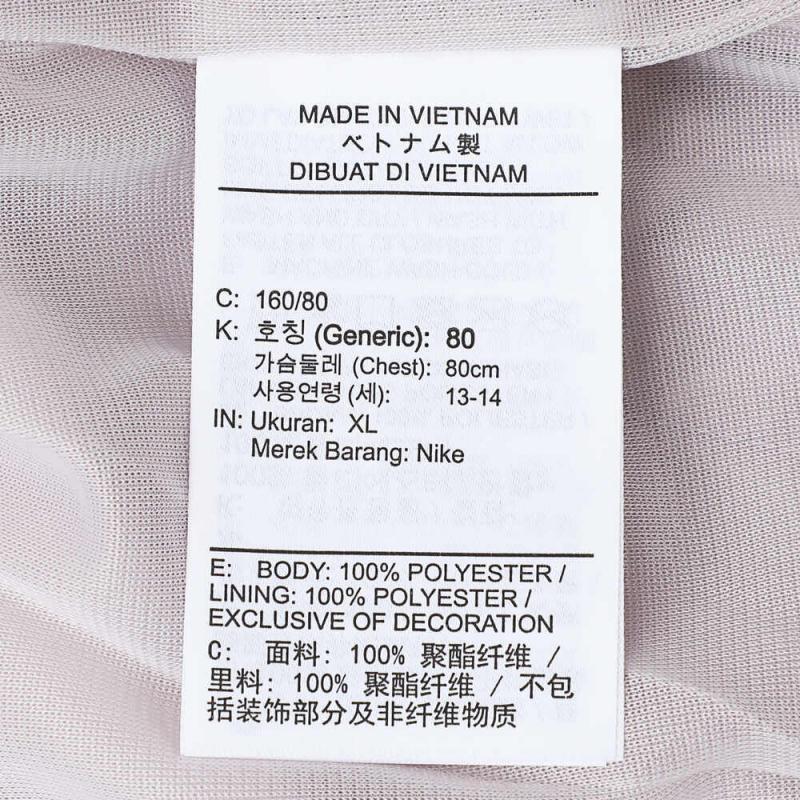 MADE IN VIETNAM
ベトナム製
DIBUAT DI VIETNAM
C: 160/80
K: 호칭 (Generic): 80
가슴둘레 (Chest): 80cm
사용연령 (세): 13-14
IN: Ukuran: XL
Merek Barang: Nike
E: BODY: 100% POLYESTER /
LINING: 100% POLYESTER /
EXCLUSIVE OF DECORATION
C: 面料: 100% 聚酯纤维 /
里料: 100% 聚酯纤维 / 不包
括装饰部分及非纤维物质